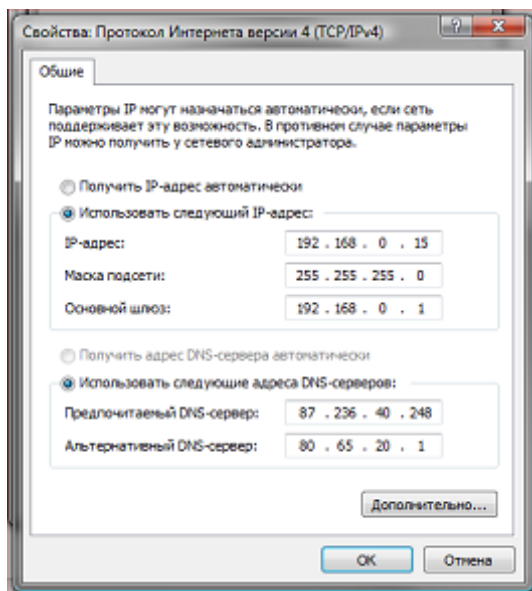 Свойства: Протокол Интернета версии 4 (TCP/IPv4)
Общие
Параметры IP могут назначаться автоматически, если сеть
поддерживает эту возможность. В противном случае параметры
IP можно получить у сетевого администратора.
Получить IP-адрес автоматически
Использовать следующий IP-адрес:
IP-адрес: 192 . 168 . 0 . 15
Маска подсети: 255 . 255 . 255 . 0
Основной шлюз: 192 . 168 . 0 . 1
Получить адрес DNS-сервера автоматически
Использовать следующие адреса DNS-серверов:
Предпочитаемый DNS-сервер: 87 . 236 . 40 . 248
Альтернативный DNS-сервер: 80 . 65 . 20 . 1
Дополнительно...
OK Отмена